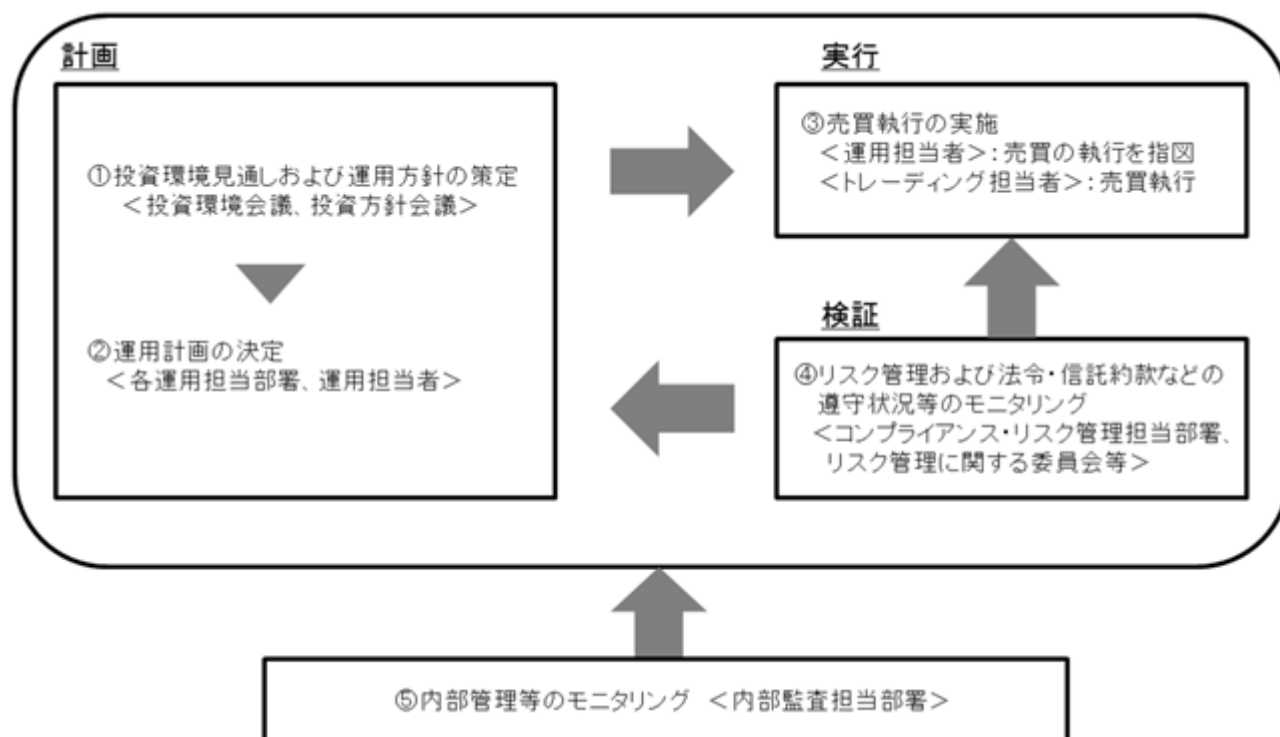 計画
①投資環境見通しおよび運用方針の策定
＜投資環境会議、投資方針会議＞
②運用計画の決定
＜各運用担当部署、運用担当者＞
実行
③売買執行の実施
＜運用担当者＞：売買の執行を指図
＜トレーディング担当者＞：売買執行
検証
④リスク管理および法令・信託約款などの
遵守状況等のモニタリング
＜コンプライアンス・リスク管理担当部署、
リスク管理に関する委員会等＞
⑤内部管理等のモニタリング ＜内部監査担当部署＞